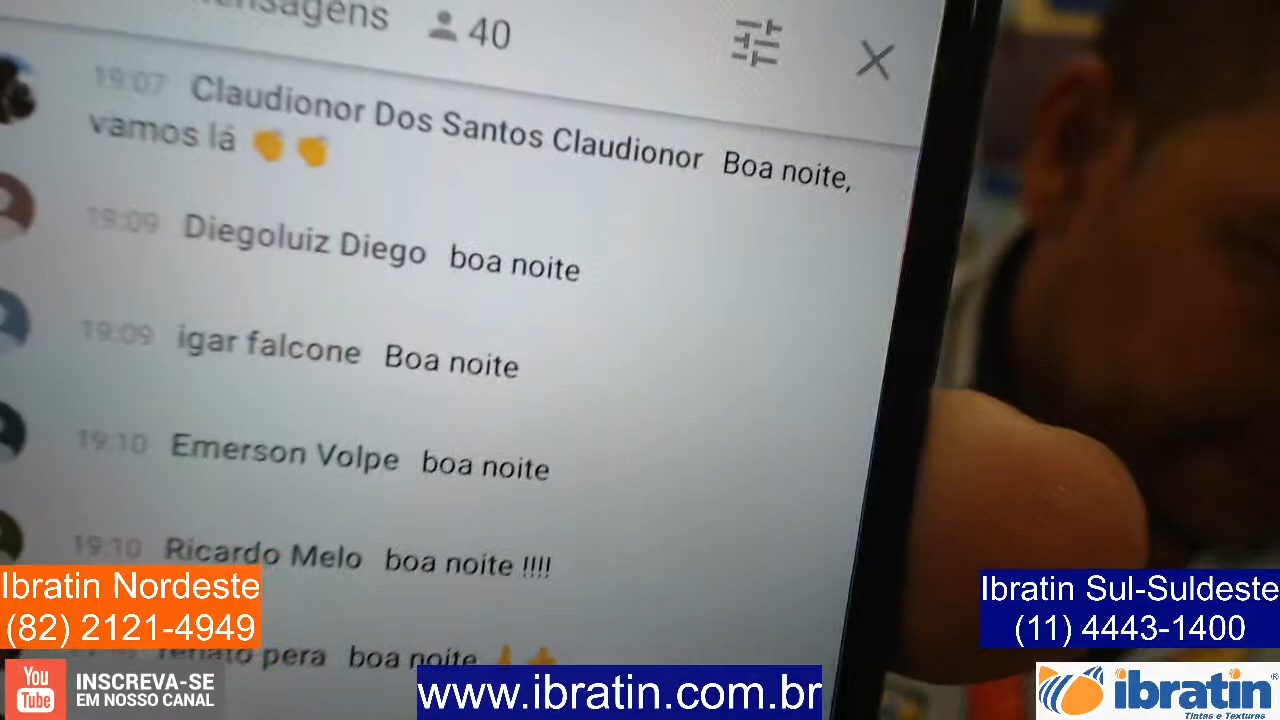 40
19:07 Claudionor Dos Santos Claudionor Boa noite,
vamos lá 👏👏
19:09 Diegoluiz Diego boa noite
19:09 igar falcone Boa noite
19:10 Emerson Volpe boa noite
19:10 Ricardo Melo boa noite !!!!
renato pera boa noite
Ibratin Nordeste
(82) 2121-4949
Ibratin Sul-Suldeste
(11) 4443-1400
You
Tube
INSCREVA-SE
EM NOSSO CANAL
www.ibratin.com.br
ibratin®
Tintas e Texturas